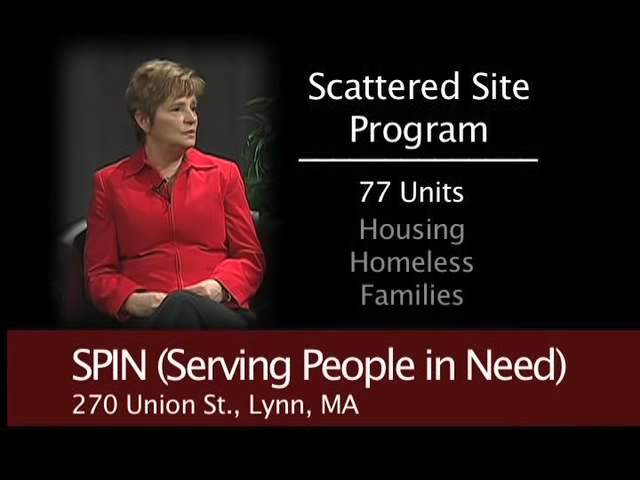 Scattered Site
Program
77 Units
Housing
Homeless
Families
SPIN (Serving People in Need)
270 Union St., Lynn, MA